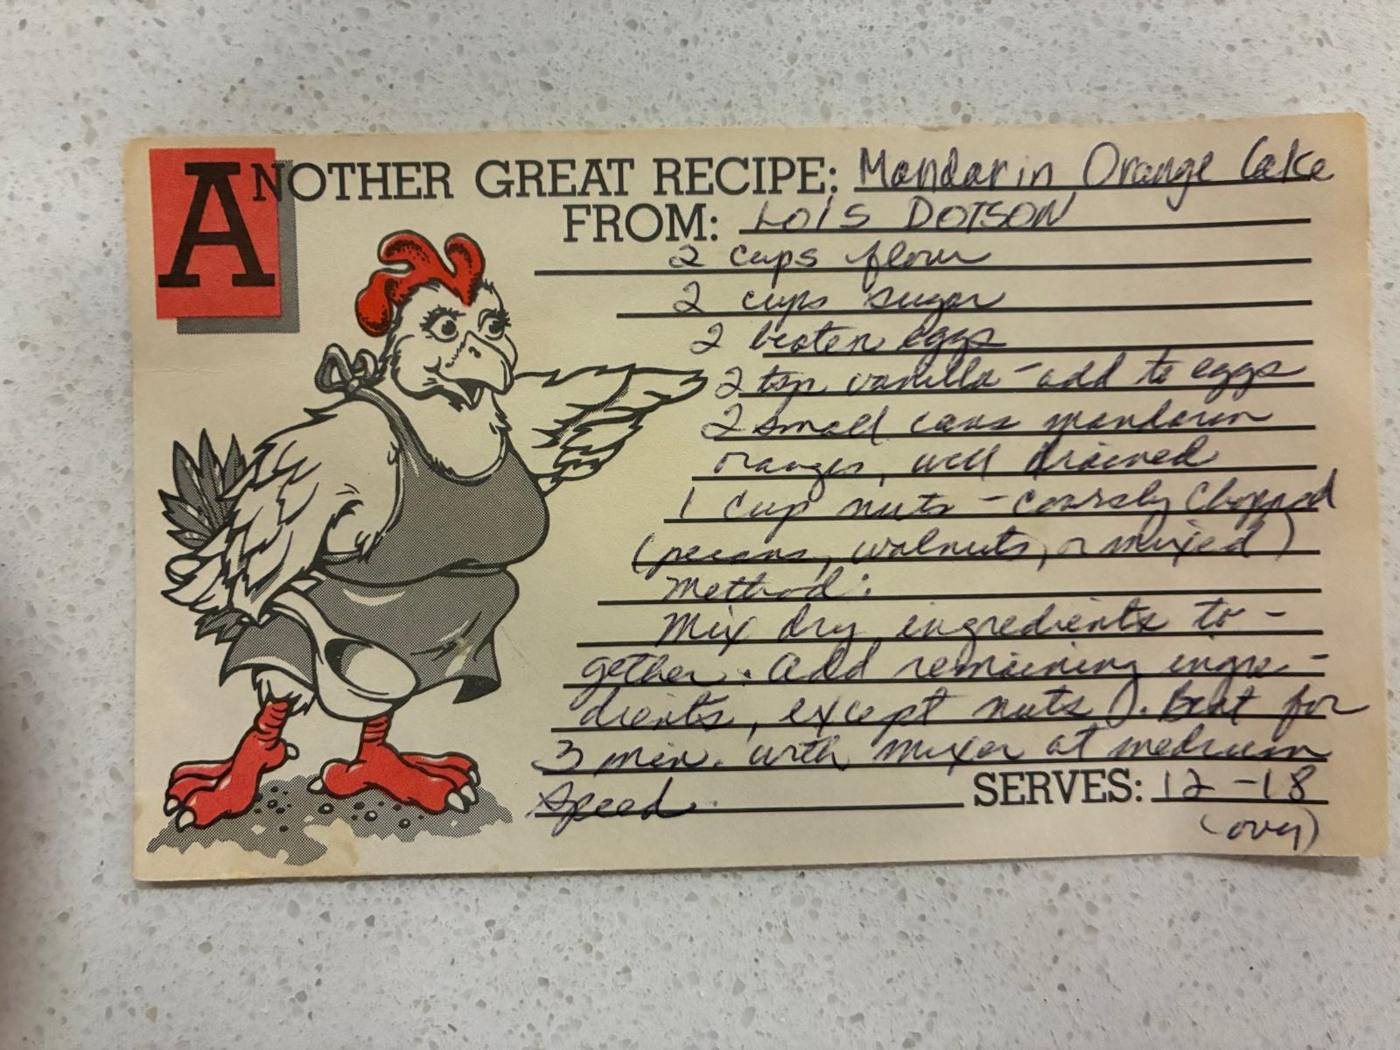 ANOTHER GREAT RECIPE: Mandarin Orange Cake
FROM: LOIS DOTSON
2 cups flour
2 cups sugar
2 beaten eggs
2 tsp vanilla - add to eggs
2 small cans mandarin
oranges, well drained
1 cup nuts - coarsely chopped
(pecans, walnuts, or mixed)
Method:
Mix dry ingredients to-
gether. Add remaining ingre-
dients, except nuts). Beat for
3 min. with mixer at medium
speed. SERVES: 12-18
(over)